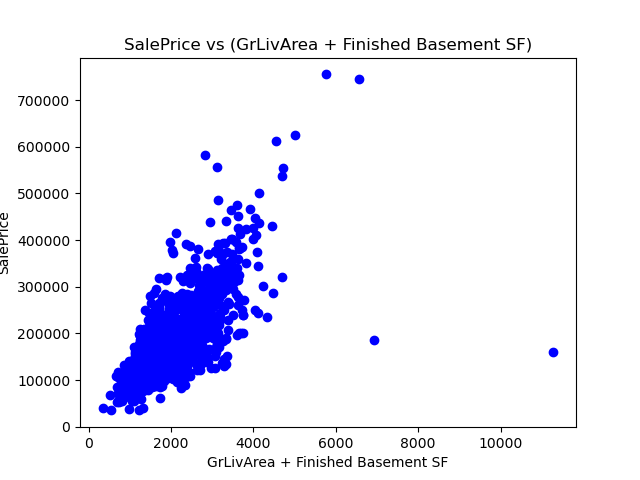 SalePrice vs (GrLivArea + Finished Basement SF)
700000
600000
500000
400000
300000
200000
100000
0
SalePrice
0 2000 4000 6000 8000 10000
GrLivArea + Finished Basement SF